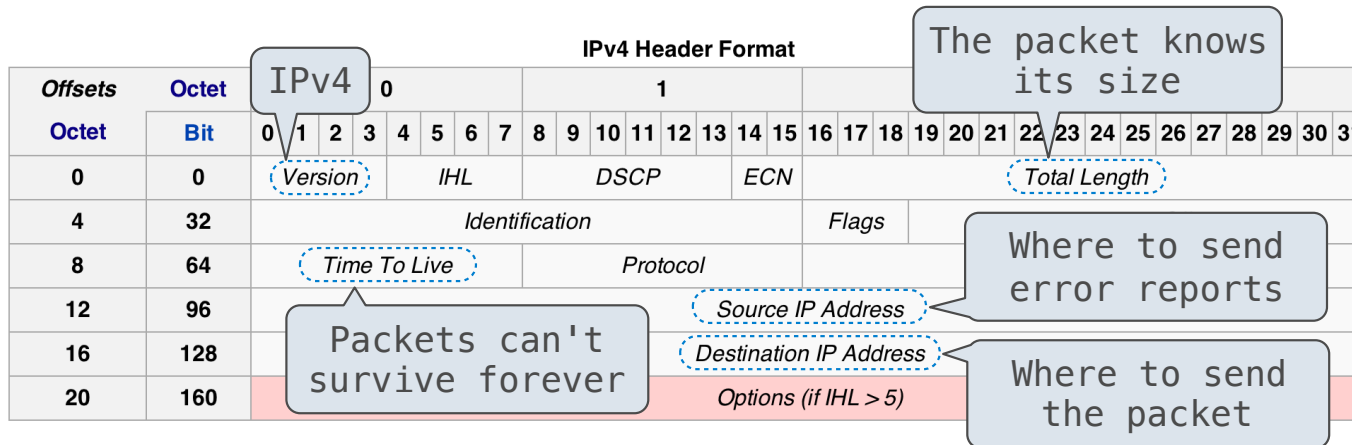 IPv4 Header Format
The packet knows
its size
IPv4
Offsets Octet 0 1
Octet Bit 0 1 2 3 4 5 6 7 8 9 10 11 12 13 14 15 16 17 18 19 20 21 22 23 24 25 26 27 28 29 30
0 0 Version IHL DSCP ECN Total Length
4 32 Identification Flags
Where to send
error reports
8 64 Time To Live Protocol
12 96 Source IP Address
Packets can't
survive forever
16 128 Destination IP Address
Where to send
the packet
20 160 Options (if IHL > 5)